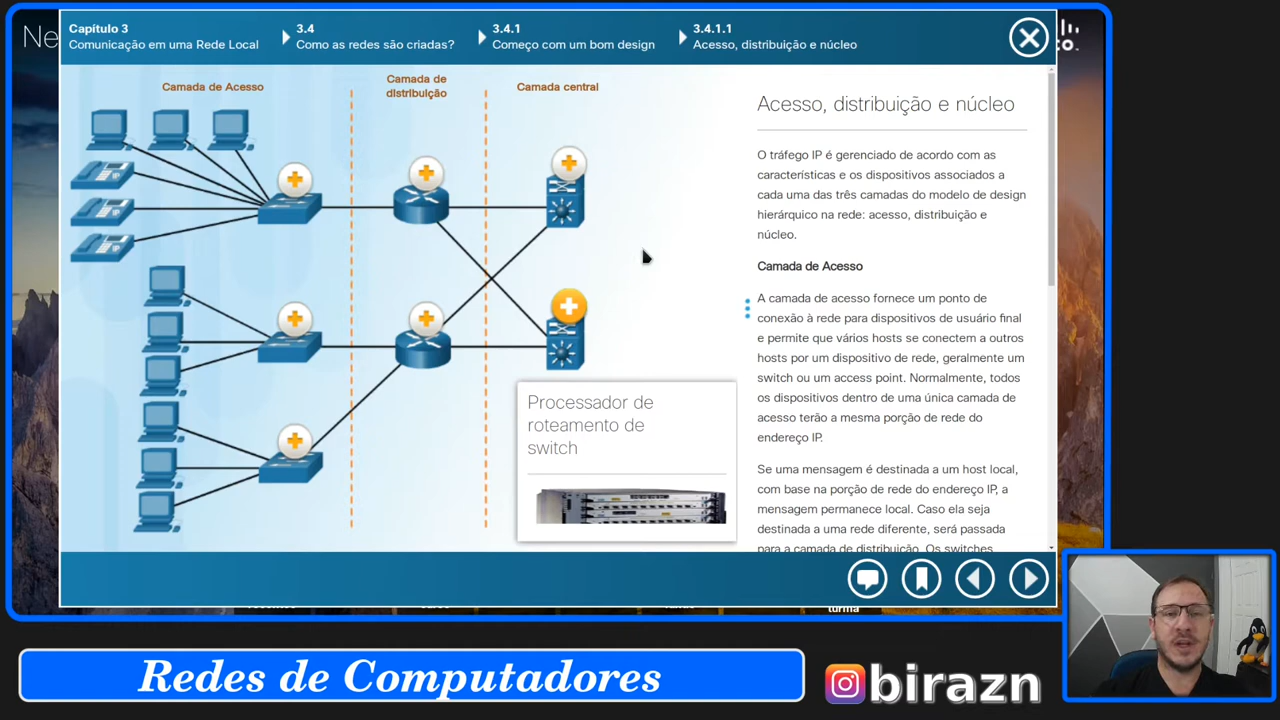 Ne
Capítulo 3
Comunicação em uma Rede Local
3.4
Como as redes são criadas?
3.4.1
Começo com um bom design
3.4.1.1
Acesso, distribuição e núcleo
Camada de Acesso
Camada de
distribuição
Camada central
Processador de
roteamento de
switch
Acesso, distribuição e núcleo
O tráfego IP é gerenciado de acordo com as
características e os dispositivos associados a
cada uma das três camadas do modelo de design
hierárquico na rede: acesso, distribuição e
núcleo.
Camada de Acesso
A camada de acesso fornece um ponto de
conexão à rede para dispositivos de usuário final
e permite que vários hosts se conectem a outros
hosts por um dispositivo de rede, geralmente um
switch ou um access point. Normalmente, todos
os dispositivos dentro de uma única camada de
acesso terão a mesma porção de rede do
endereço IP.
Se uma mensagem é destinada a um host local,
com base na porção de rede do endereço IP, a
mensagem permanece local. Caso ela seja
destinada a uma rede diferente, será passada
para a camada de distribuição. Os switches
turma
Redes de Computadores
birazn